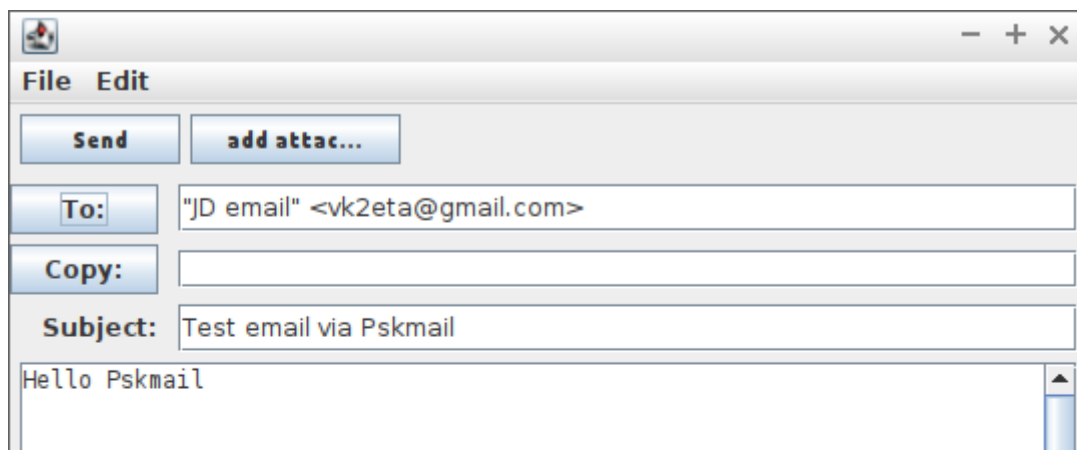 File Edit
Send add attac...
To: "JD email" <vk2eta@gmail.com>
Copy:
Subject: Test email via Pskmail
Hello Pskmail